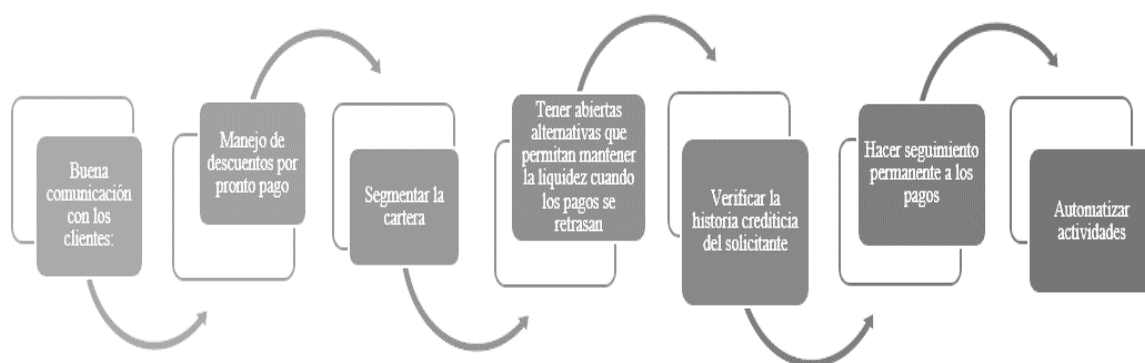 Buena
comunicación
con los
clientes:
Manejo de
descuentos por
pronto pago
Segmentar la
cartera
Tener abiertas
alternativas que
permitan mantener
la liquidez cuando
los pagos se
retrasan
Verificar la
historia crediticia
del solicitante
Hacer seguimiento
permanente a los
pagos
Automatizar
actividades